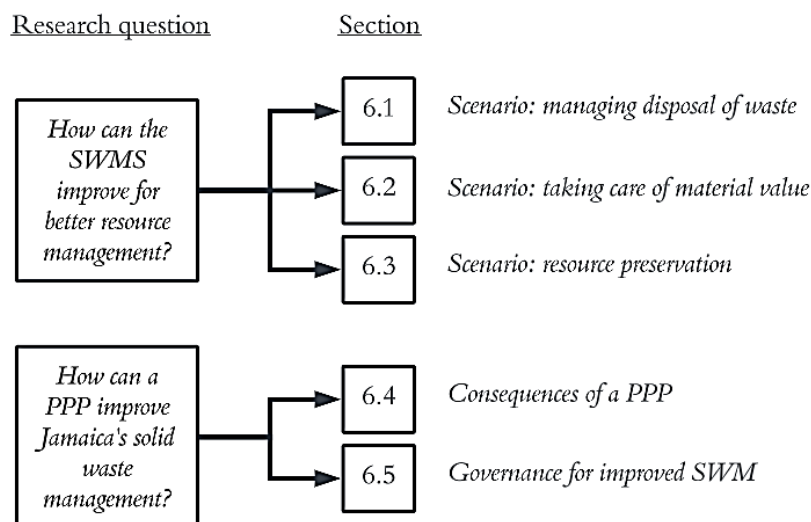 Research question
Section
How can the
SWMS
improve for
better resource
management?
6.1
Scenario: managing disposal of waste
6.2
Scenario: taking care of material value
6.3
Scenario: resource preservation
How can a
PPP improve
Jamaica's solid
waste
management?
6.4
Consequences of a PPP
6.5
Governance for improved SWM